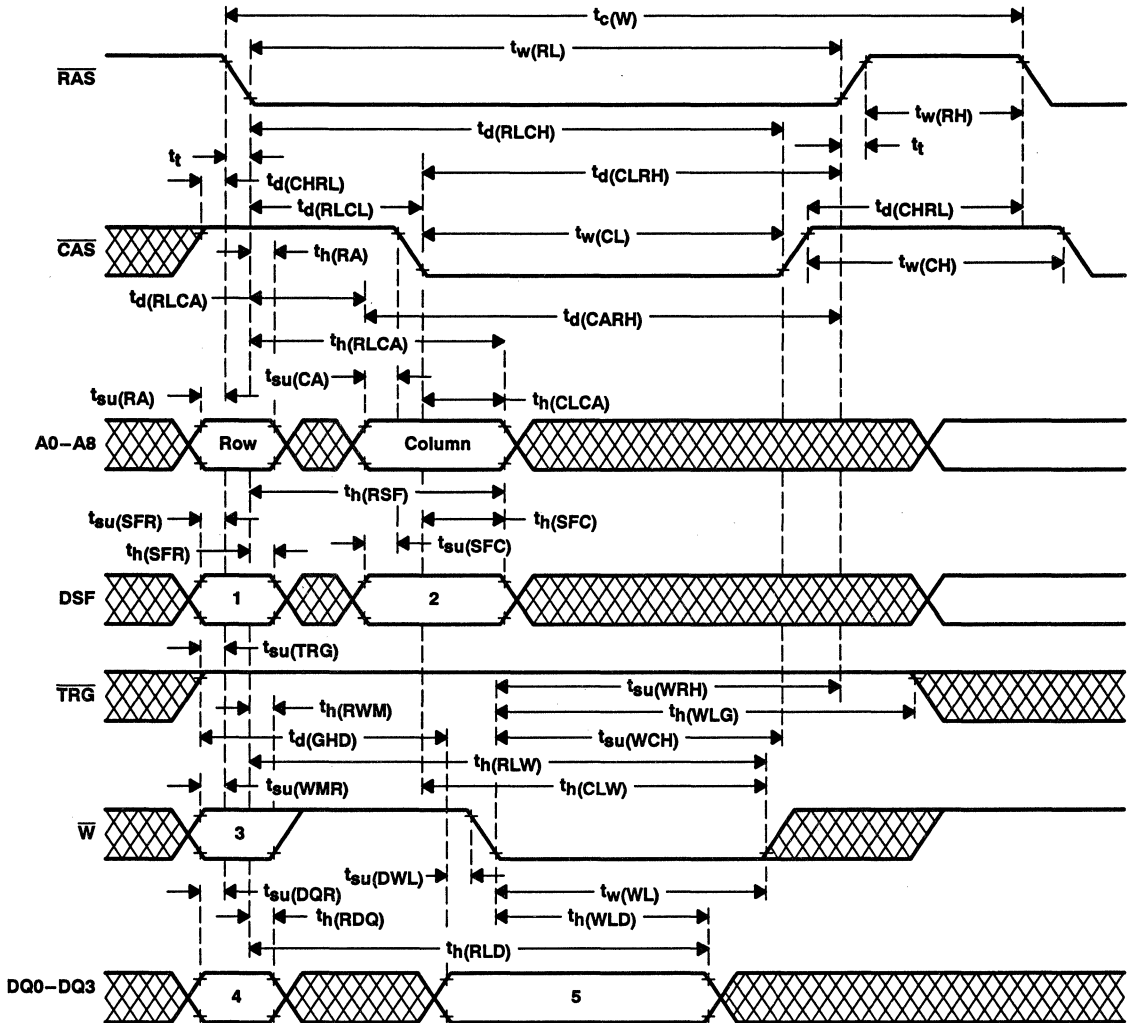 tc(W)
tw(RL)
RAS
tw(RH)
td(RLCH)
tt
tt
td(CHRL)
td(CLRH)
td(RLCL)
td(CHRL)
CAS
tw(CL)
th(RA)
tw(CH)
td(RLCA)
td(CARH)
th(RLCA)
tsu(CA)
tsu(RA)
th(CLCA)
A0–A8
Row
Column
th(RSF)
tsu(SFR)
th(SFC)
th(SFR)
tsu(SFC)
DSF
1
2
tsu(TRG)
TRG
tsu(WRH)
th(RWM)
th(WLG)
td(GHD)
tsu(WCH)
th(RLW)
tsu(WMR)
th(CLW)
W
3
tsu(DWL)
tsu(DQR)
tw(WL)
th(RDQ)
th(WLD)
th(RLD)
DQ0–DQ3
4
5